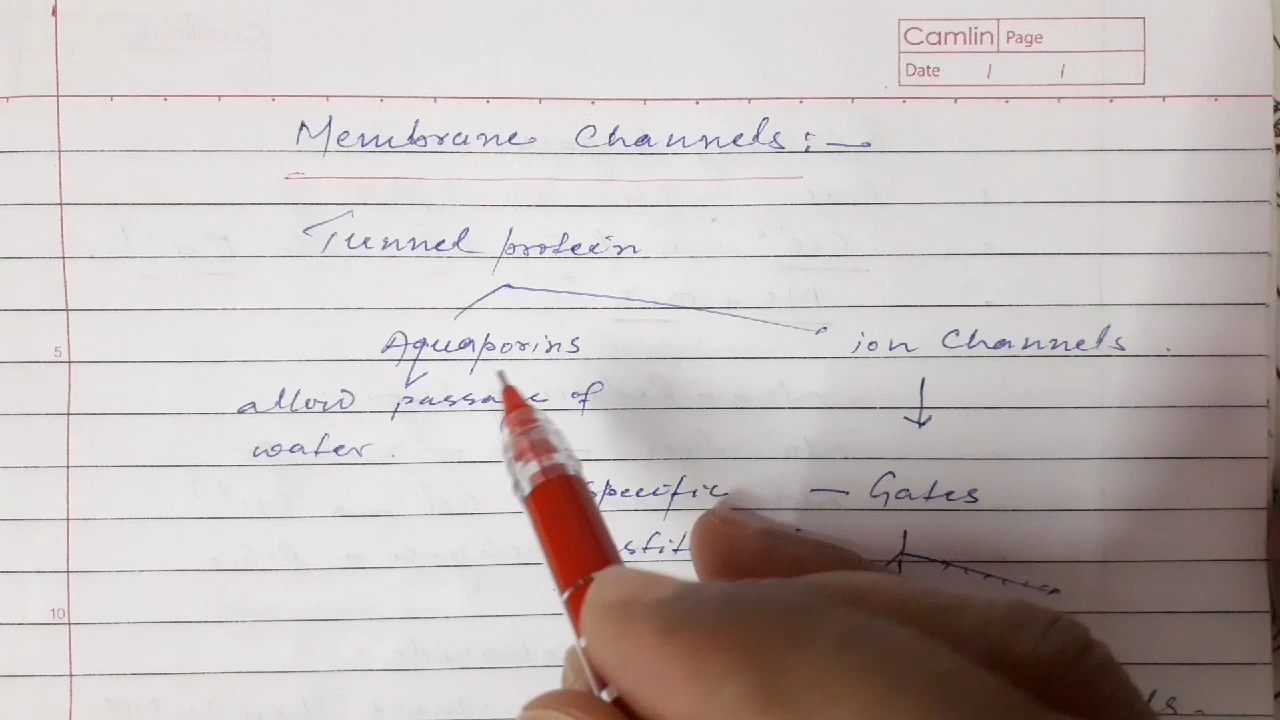 Camlin Page
Date / /
Membrane Channels :-
Tunnel protein
Aquaporins ion Channels.
allow passage of
water.
specific - Gates
5
10